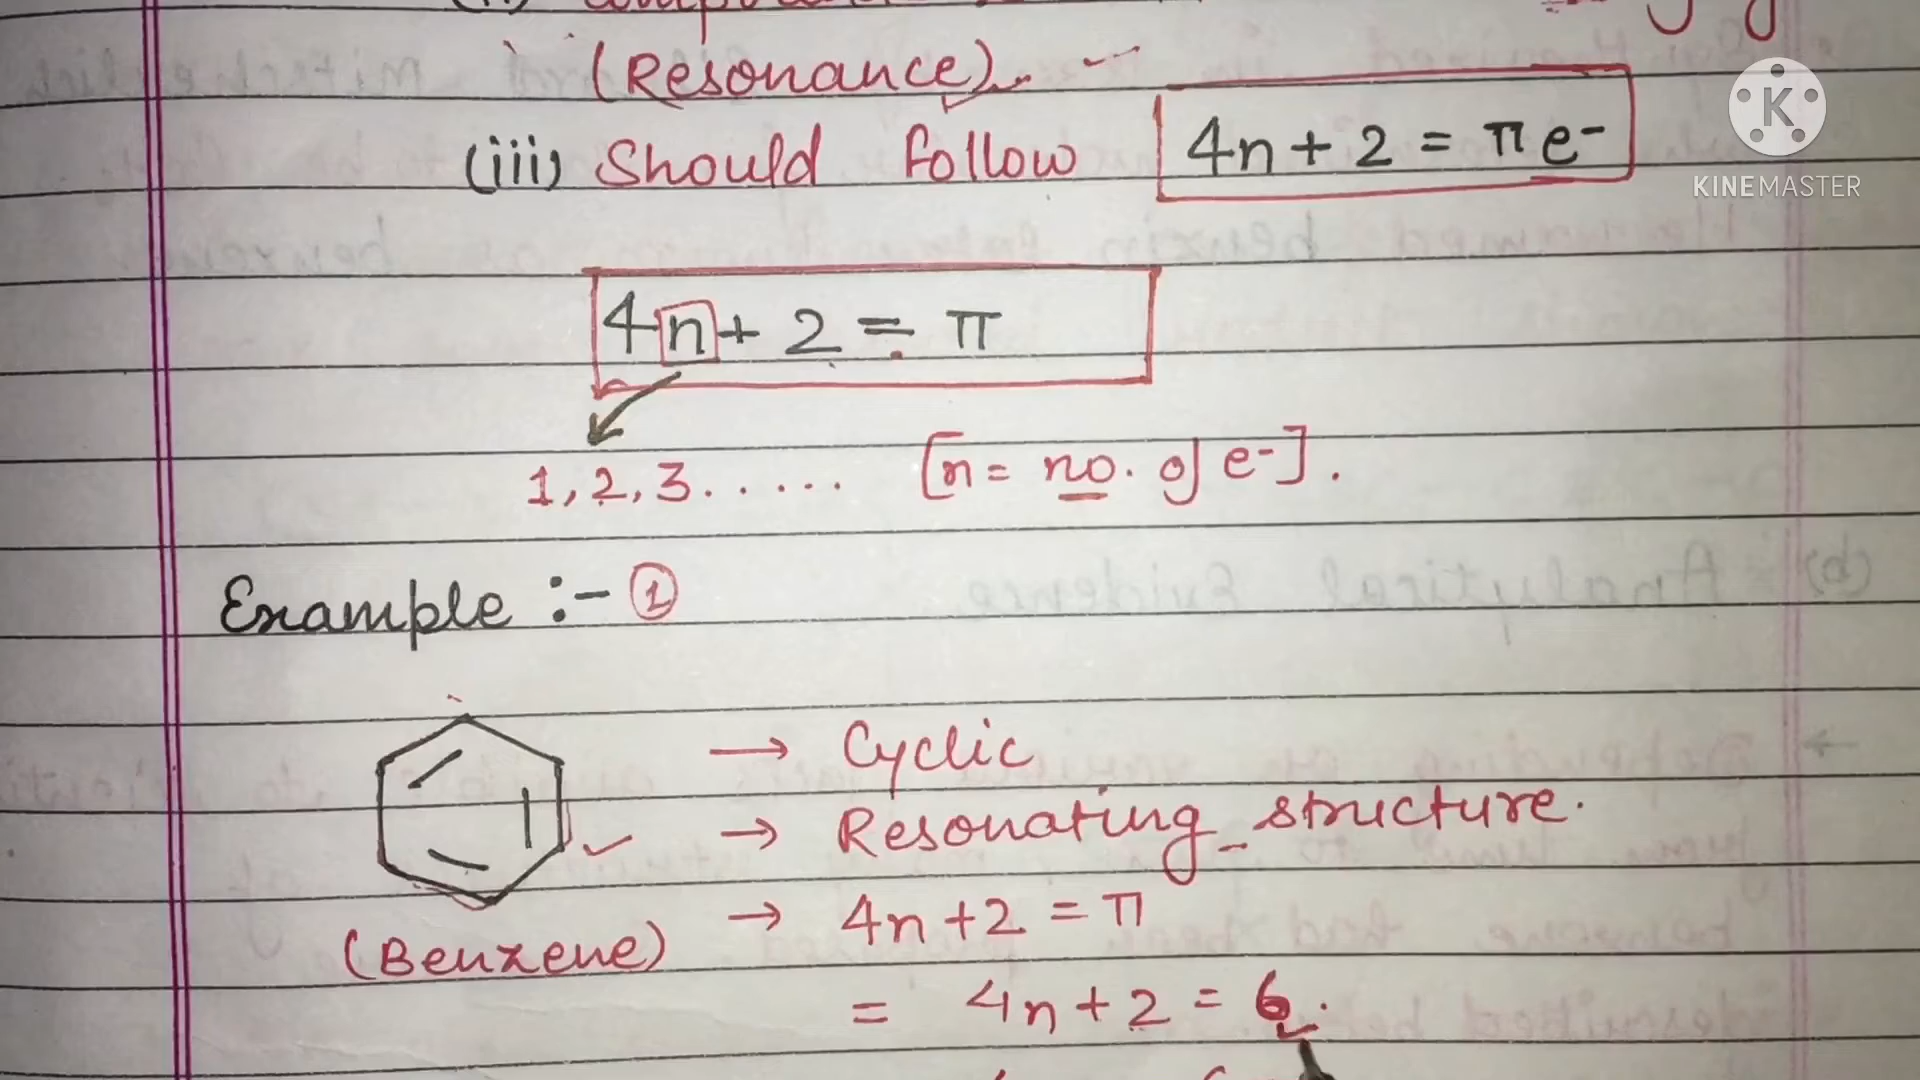 (Resonance).
(iii) Should follow 4n + 2 = π e-
KINEMASTER
4n + 2 = π
1, 2, 3. . . . . . [n = no. of e-].
Example :- 1
→ Cyclic
→ Resonating structure.
(Benzene) → 4n + 2 = π
= 4n + 2 = 6.